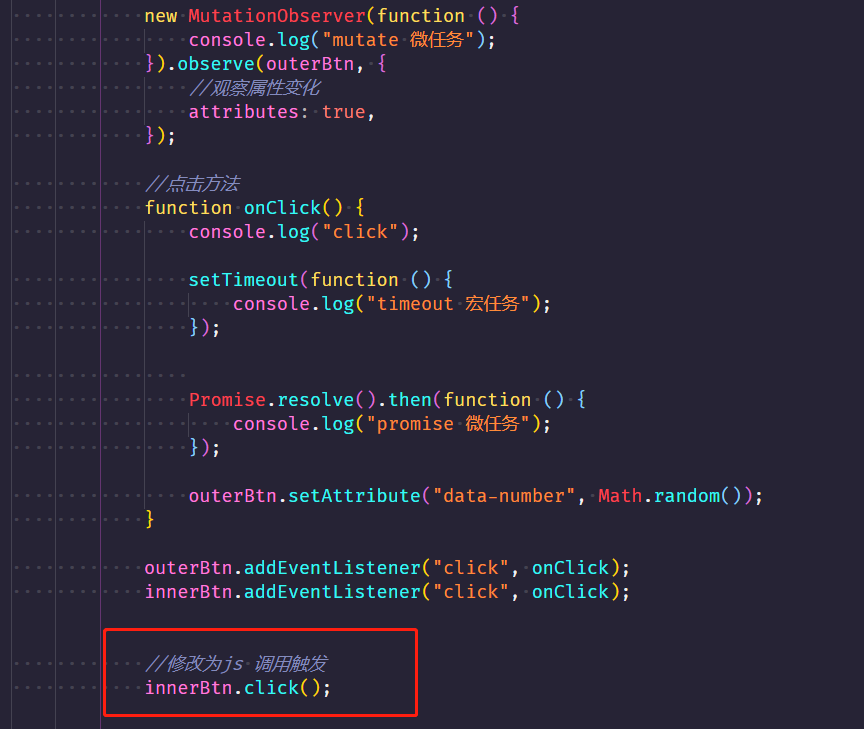 new MutationObserver(function () {
console.log("mutate 微任务");
}).observe(outerBtn, {
//观察属性变化
attributes: true,
});
//点击方法
function onClick() {
console.log("click");
setTimeout(function () {
console.log("timeout 宏任务");
});
Promise.resolve().then(function () {
console.log("promise 微任务");
});
outerBtn.setAttribute("data-number", Math.random());
}
outerBtn.addEventListener("click", onClick);
innerBtn.addEventListener("click", onClick);
//修改为js 调用触发
innerBtn.click();